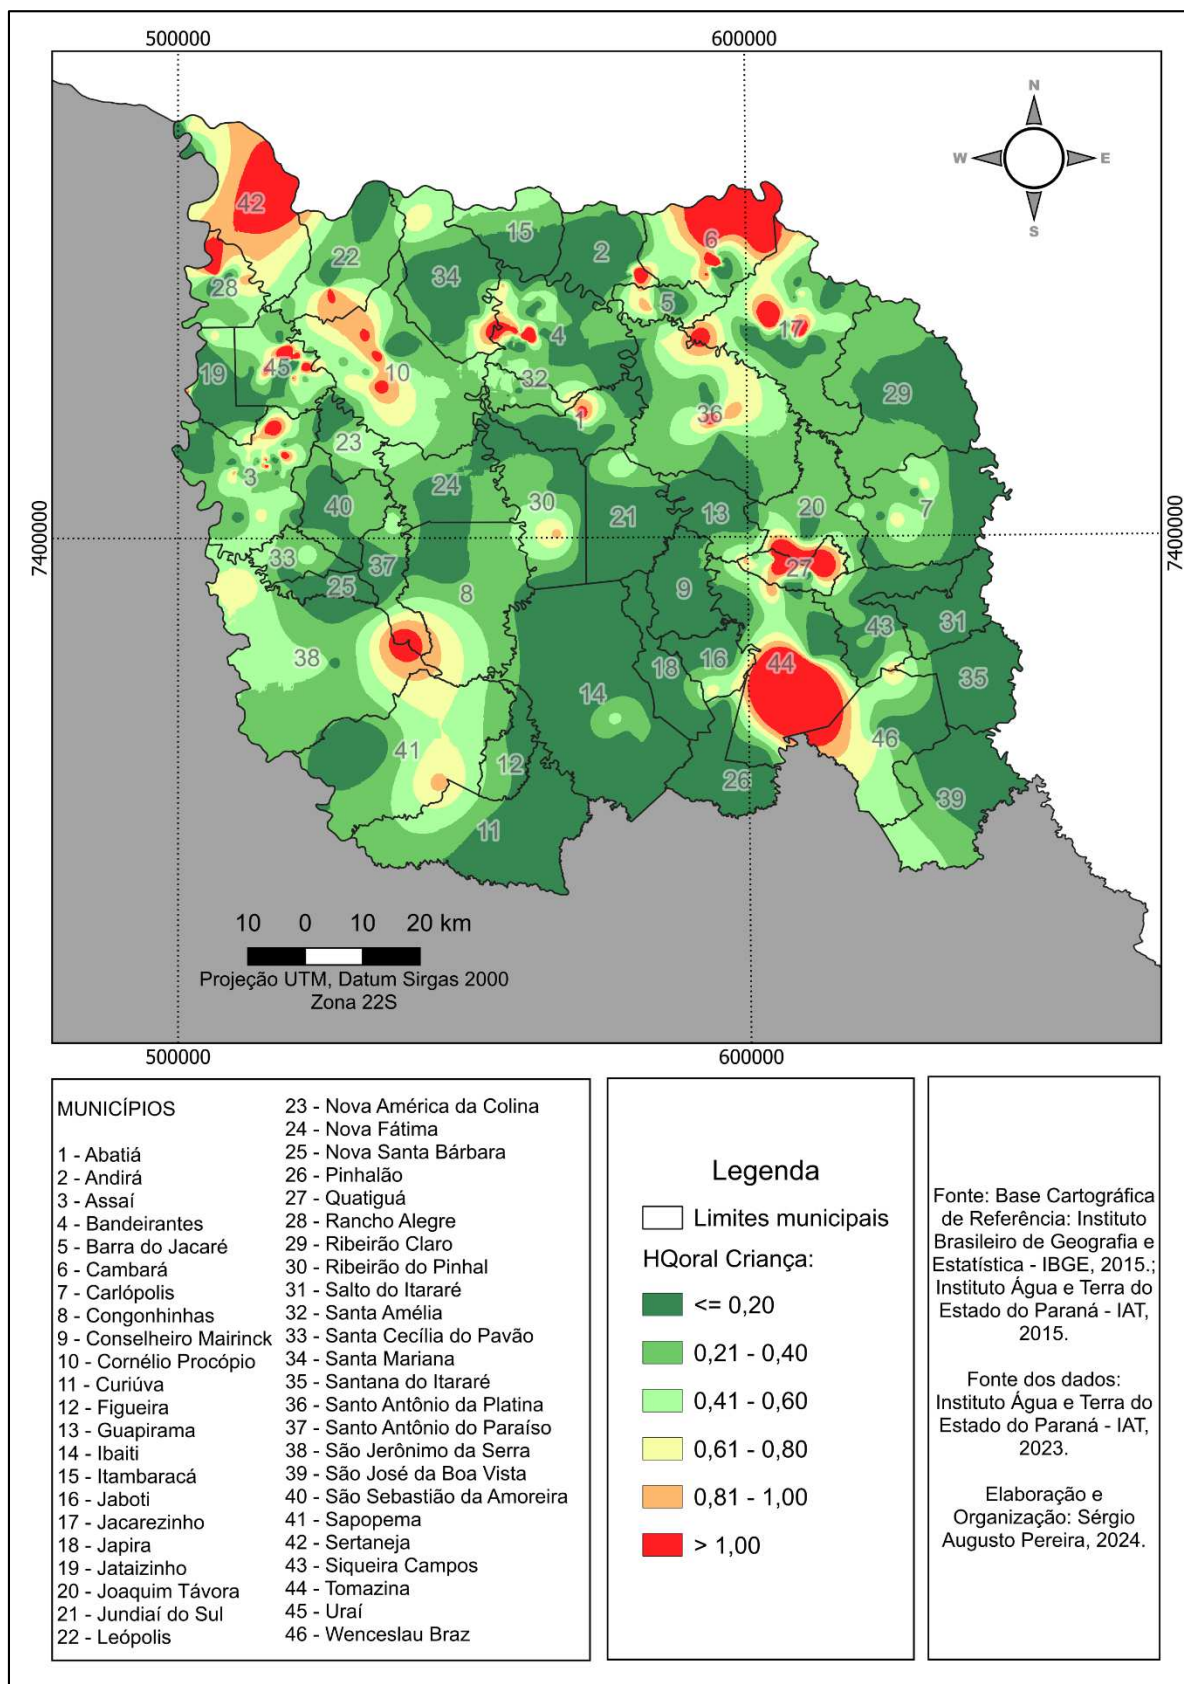 500000
600000
N
W
E
S
42
15
6
2
22
34
28
5
17
4
45
19
10
32
29
1
36
23
3
24
40
30
7
21
13
20
7400000
7400000
33
37
27
25
8
9
43
31
38
16
44
18
35
14
41
46
12
26
39
11
10 0 10 20 km
Projeção UTM, Datum Sirgas 2000
Zona 22S
500000
600000
MUNICÍPIOS
1 - Abatiá
2 - Andirá
3 - Assaí
4 - Bandeirantes
5 - Barra do Jacaré
6 - Cambará
7 - Carlópolis
8 - Congonhinhas
9 - Conselheiro Mairinck
10 - Cornélio Procópio
11 - Curiúva
12 - Figueira
13 - Guapirama
14 - Ibaiti
15 - Itambaracá
16 - Jaboti
17 - Jacarezinho
18 - Japira
19 - Jataizinho
20 - Joaquim Távora
21 - Jundiaí do Sul
22 - Leópolis
23 - Nova América da Colina
24 - Nova Fátima
25 - Nova Santa Bárbara
26 - Pinhalão
27 - Quatiguá
28 - Rancho Alegre
29 - Ribeirão Claro
30 - Ribeirão do Pinhal
31 - Salto do Itararé
32 - Santa Amélia
33 - Santa Cecília do Pavão
34 - Santa Mariana
35 - Santana do Itararé
36 - Santo Antônio da Platina
37 - Santo Antônio do Paraíso
38 - São Jerônimo da Serra
39 - São José da Boa Vista
40 - São Sebastião da Amoreira
41 - Sapopema
42 - Sertaneja
43 - Siqueira Campos
44 - Tomazina
45 - Uraí
46 - Wenceslau Braz
Legenda
Limites municipais
HQoral Criança:
<= 0,20
0,21 - 0,40
0,41 - 0,60
0,61 - 0,80
0,81 - 1,00
> 1,00
Fonte: Base Cartográfica
de Referência: Instituto
Brasileiro de Geografia e
Estatística - IBGE, 2015.;
Instituto Água e Terra do
Estado do Paraná - IAT,
2015.
Fonte dos dados:
Instituto Água e Terra do
Estado do Paraná - IAT,
2023.
Elaboração e
Organização: Sérgio
Augusto Pereira, 2024.